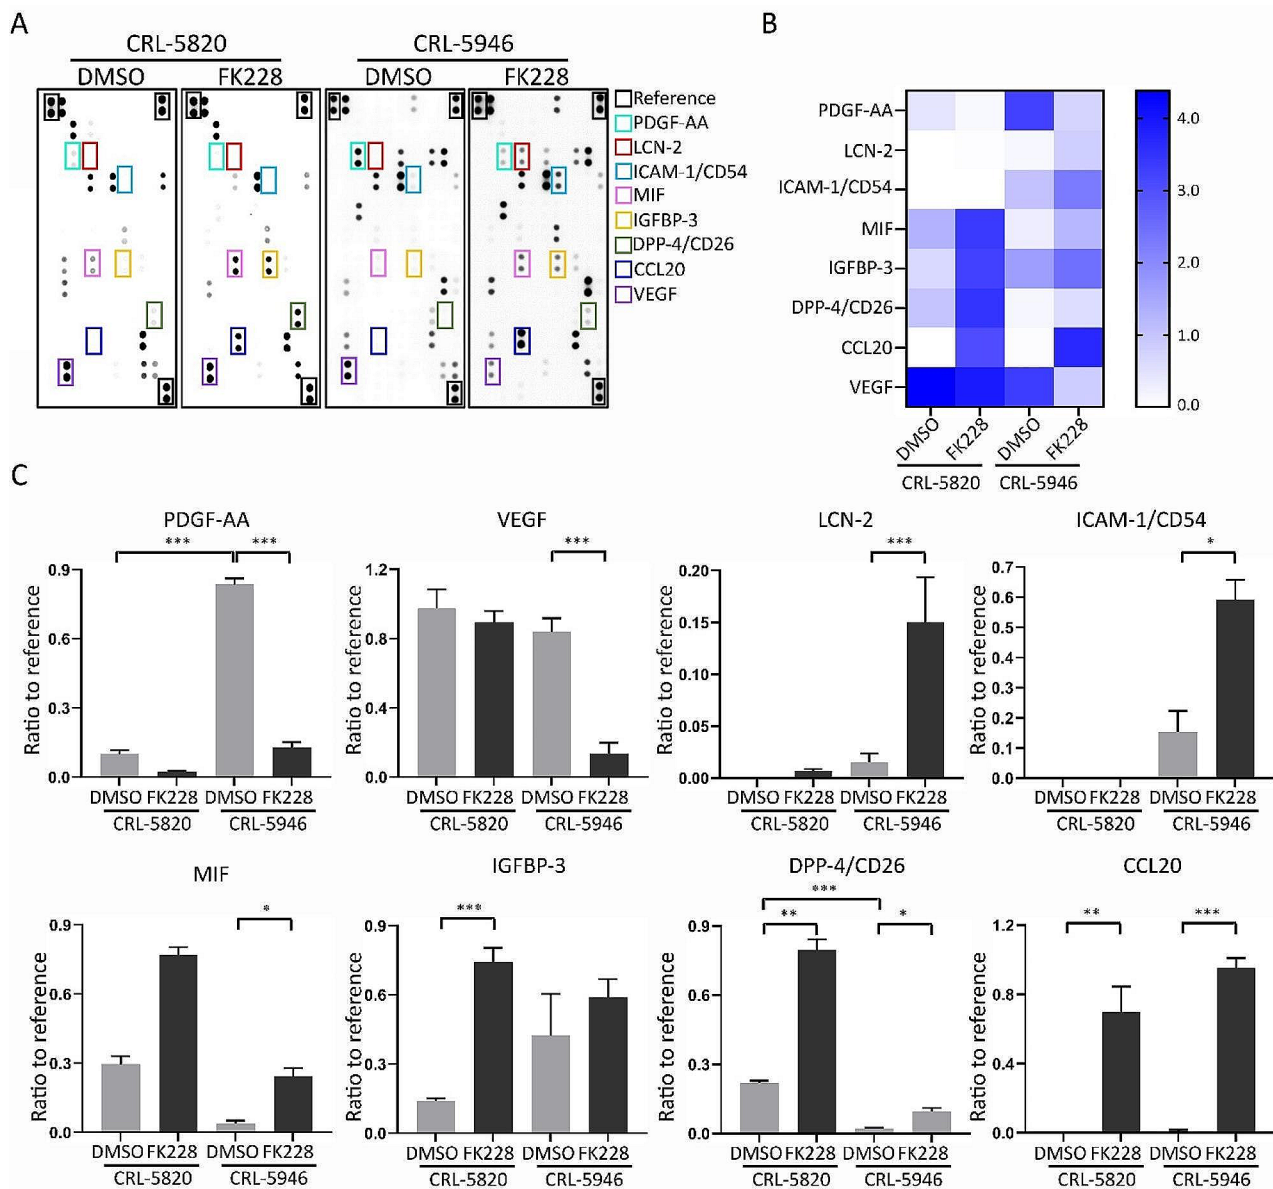 A
CRL-5820
CRL-5946
DMSO
FK228
DMSO
FK228
Reference
PDGF-AA
LCN-2
ICAM-1/CD54
MIF
IGFBP-3
DPP-4/CD26
CCL20
VEGF
B
PDGF-AA
LCN-2
ICAM-1/CD54
MIF
IGFBP-3
DPP-4/CD26
CCL20
VEGF
4.0
3.0
4.0
2.0
1.0
0.0
DMSO
FK228
DMSO
FK228
CRL-5820
CRL-5946
C
PDGF-AA
***
***
Ratio to reference
0.9
0.6
0.3
0.0
DMSO FK228 DMSO FK228
CRL-5820 CRL-5946
VEGF
***
Ratio to reference
1.2
0.8
0.4
0.0
DMSO FK228 DMSO FK228
CRL-5820 CRL-5946
LCN-2
***
Ratio to reference
0.20
0.15
0.10
0.05
0.00
DMSO FK228 DMSO FK228
CRL-5820 CRL-5946
ICAM-1/CD54
*
Ratio to reference
0.7
0.6
0.5
0.4
0.3
0.2
0.1
0.0
DMSO FK228 DMSO FK228
CRL-5820 CRL-5946
MIF
*
Ratio to reference
0.9
0.6
0.3
0.0
DMSO FK228 DMSO FK228
CRL-5820 CRL-5946
IGFBP-3
***
Ratio to reference
0.9
0.6
0.3
0.0
DMSO FK228 DMSO FK228
CRL-5820 CRL-5946
DPP-4/CD26
***
**
*
Ratio to reference
0.9
0.6
0.3
0.0
DMSO FK228 DMSO FK228
CRL-5820 CRL-5946
CCL20
**
***
Ratio to reference
1.2
0.8
0.4
0.0
DMSO FK228 DMSO FK228
CRL-5820 CRL-5946